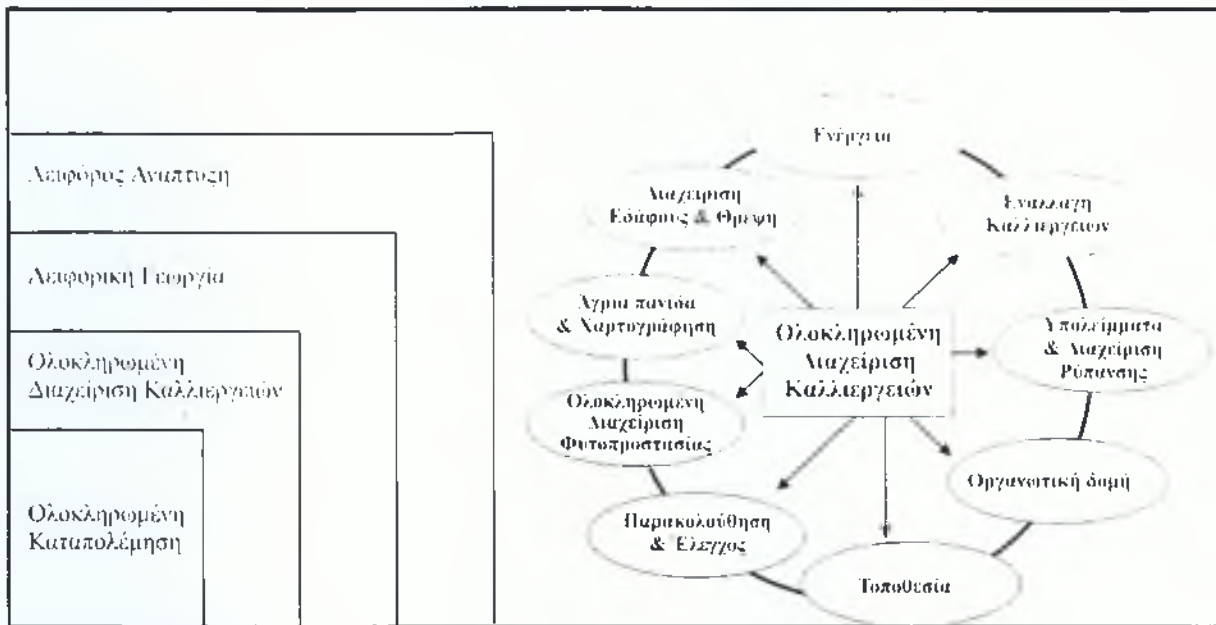 Αειφόρος Ανάπτυξη
Αειφορική Γεωργία
Ολοκληρωμένη
Διαχείριση Καλλιεργειών
Ολοκληρωμένη
Καταπολέμηση
Ενέργεια
Διαχείριση
Εδάφους & Θρέψη
Εναλλαγή
Καλλιεργειών
Άγρια πανίδα
& Χαρτογράφηση
Ολοκληρωμένη
Διαχείριση
Καλλιεργειών
Υπολείμματα
& Διαχείριση
Ρύπανσης
Ολοκληρωμένη
Διαχείριση
Φυτοπροστασίας
Οργανωτική δομή
Παρακολούθηση
& Έλεγχος
Τοποθεσία